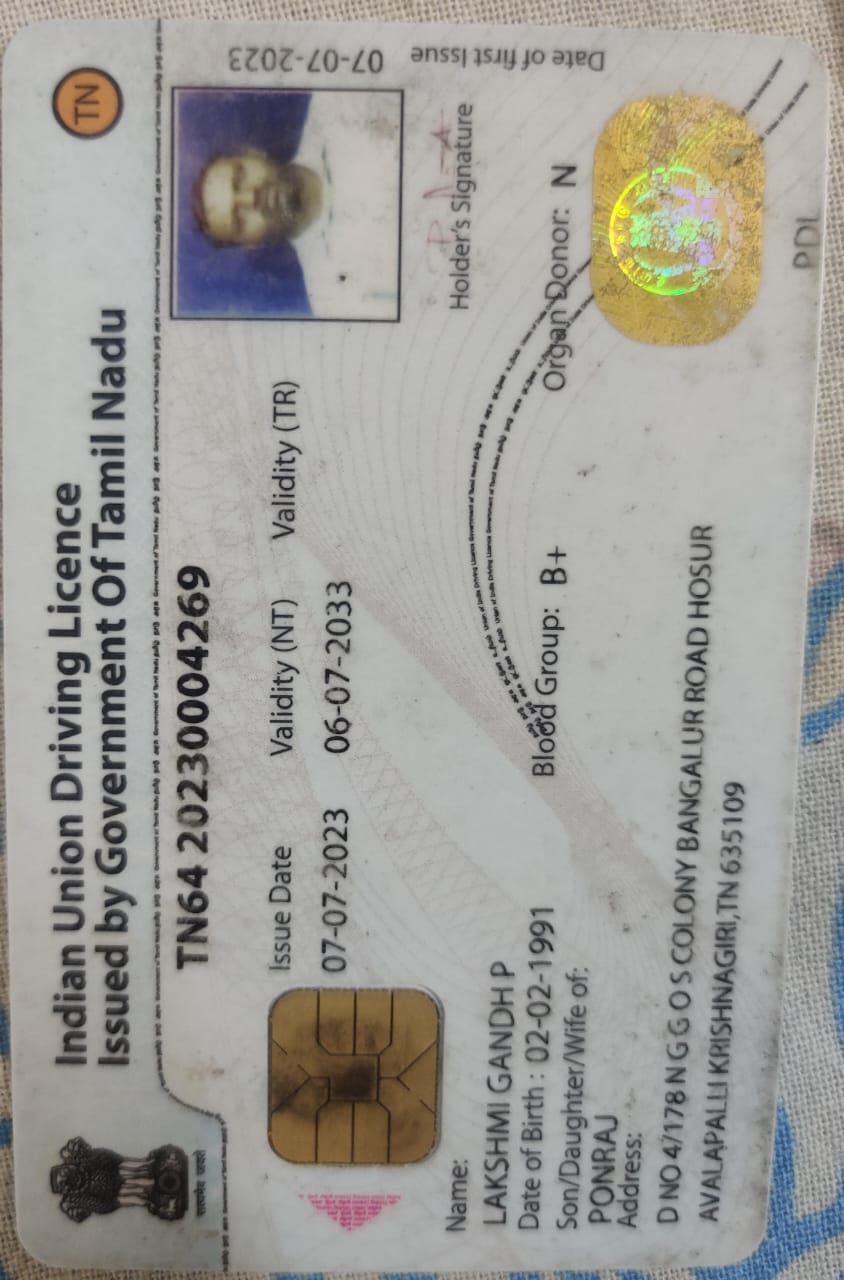 Indian Union Driving Licence
Issued by Government Of Tamil Nadu
TN
सत्यमेव जयते
TN64 20230004269
Issue Date Validity (NT) Validity (TR)
07-07-2023 06-07-2033
Date of first Issue 07-07-2023
Holder's Signature
Name:
LAKSHMI GANDHI P
Date of Birth : 02-02-1991
Blood Group: B+
Organ Donor: N
Son/Daughter/Wife of:
PONRAJ
Address:
D NO 4/178 N G G O S COLONY BANGALUR ROAD HOSUR
AVALAPALLI KRISHNAGIRI,TN 635109
PDL